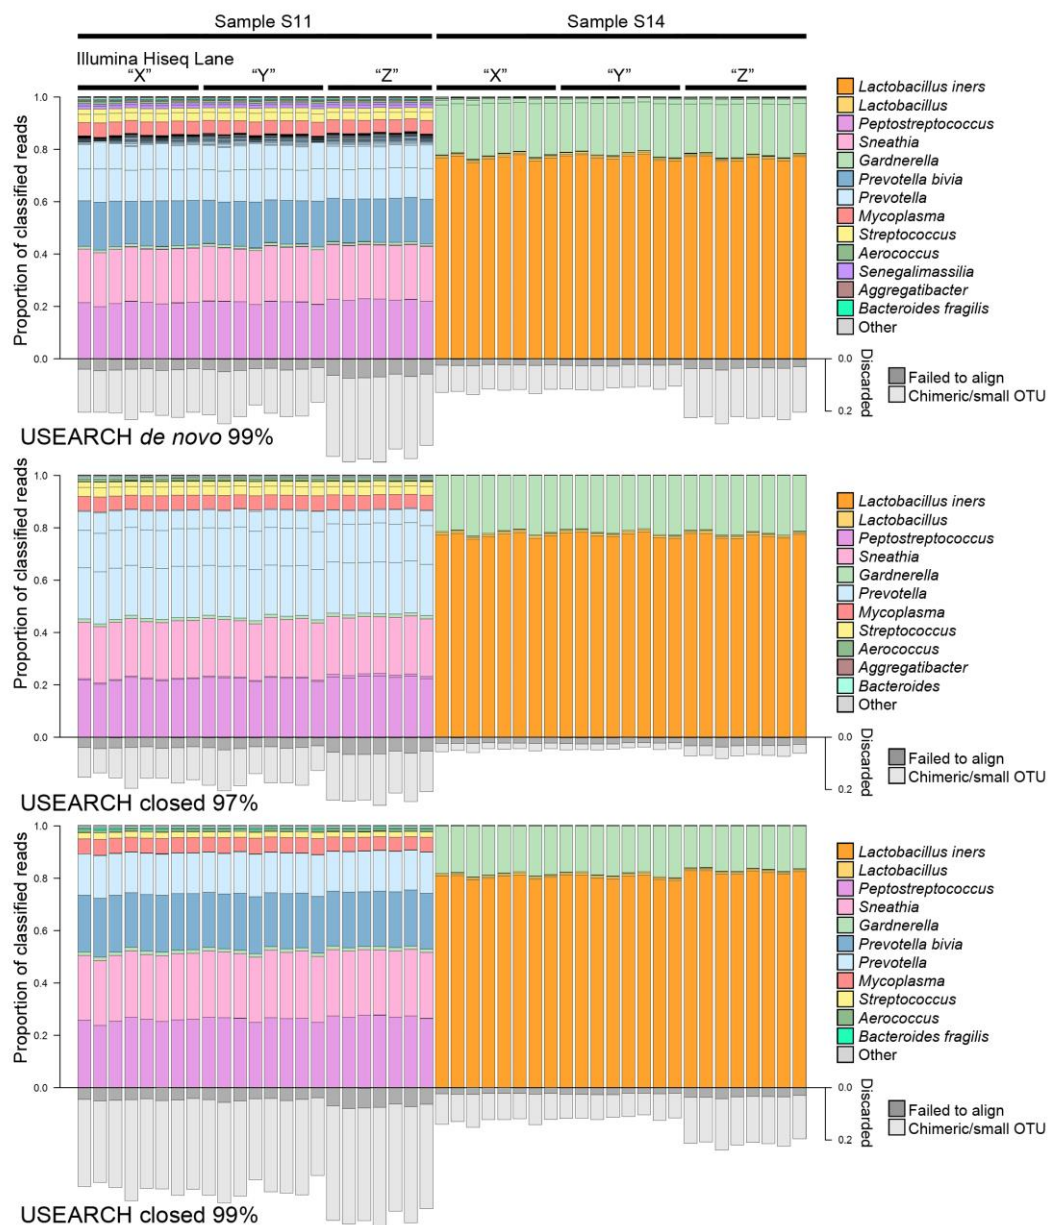 Sample S11
Sample S14
Illumina Hiseq Lane
"X"
"Y"
"Z"
"X"
"Y"
"Z"
Proportion of classified reads
1.0
0.8
0.6
0.4
0.2
0.0
Lactobacillus iners
Lactobacillus
Peptostreptococcus
Sneathia
Gardnerella
Prevotella bivia
Prevotella
Mycoplasma
Streptococcus
Aerococcus
Senegalimassilia
Aggregatibacter
Bacteroides fragilis
Other
0.0
0.2
Discarded
Failed to align
Chimeric/small OTU
USEARCH de novo 99%
Proportion of classified reads
1.0
0.8
0.6
0.4
0.2
0.0
Lactobacillus iners
Lactobacillus
Peptostreptococcus
Sneathia
Gardnerella
Prevotella
Mycoplasma
Streptococcus
Aerococcus
Aggregatibacter
Bacteroides
Other
0.0
0.2
Discarded
Failed to align
Chimeric/small OTU
USEARCH closed 97%
Proportion of classified reads
1.0
0.8
0.6
0.4
0.2
0.0
Lactobacillus iners
Lactobacillus
Peptostreptococcus
Sneathia
Gardnerella
Prevotella bivia
Prevotella
Mycoplasma
Streptococcus
Aerococcus
Bacteroides fragilis
Other
0.0
0.2
Discarded
Failed to align
Chimeric/small OTU
USEARCH closed 99%